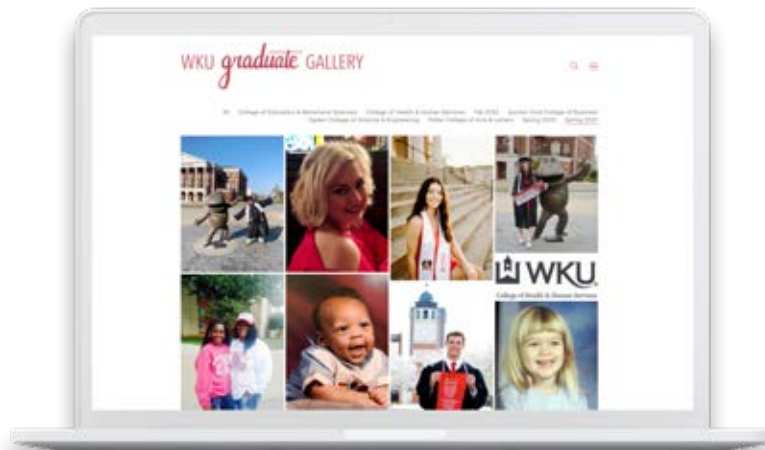 WKU graduate GALLERY
All College of Education & Behavioral Sciences College of Health & Human Services Fall 2022 Gordon Ford College of Business
Ogden College of Science & Engineering Potter College of Arts & Letters Spring 2020 Spring
WKU
College of Health & Human Services